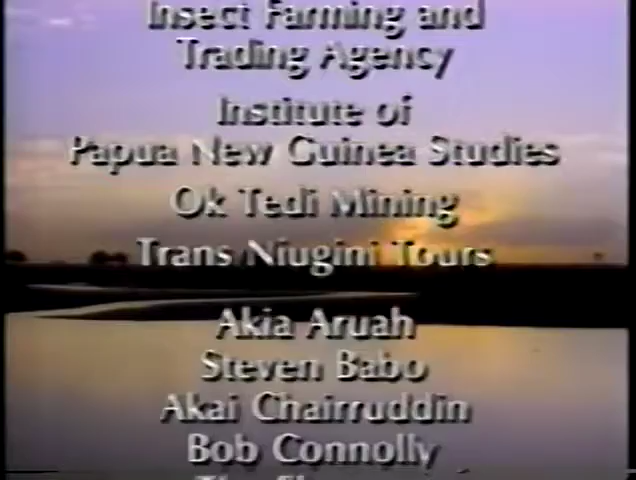 Insect Farming and
Trading Agency
Institute of
Papua New Guinea Studies
Ok Tedi Mining
Trans Niugini Tours
Akia Aruah
Steven Babo
Akai Chairruddin
Bob Connolly